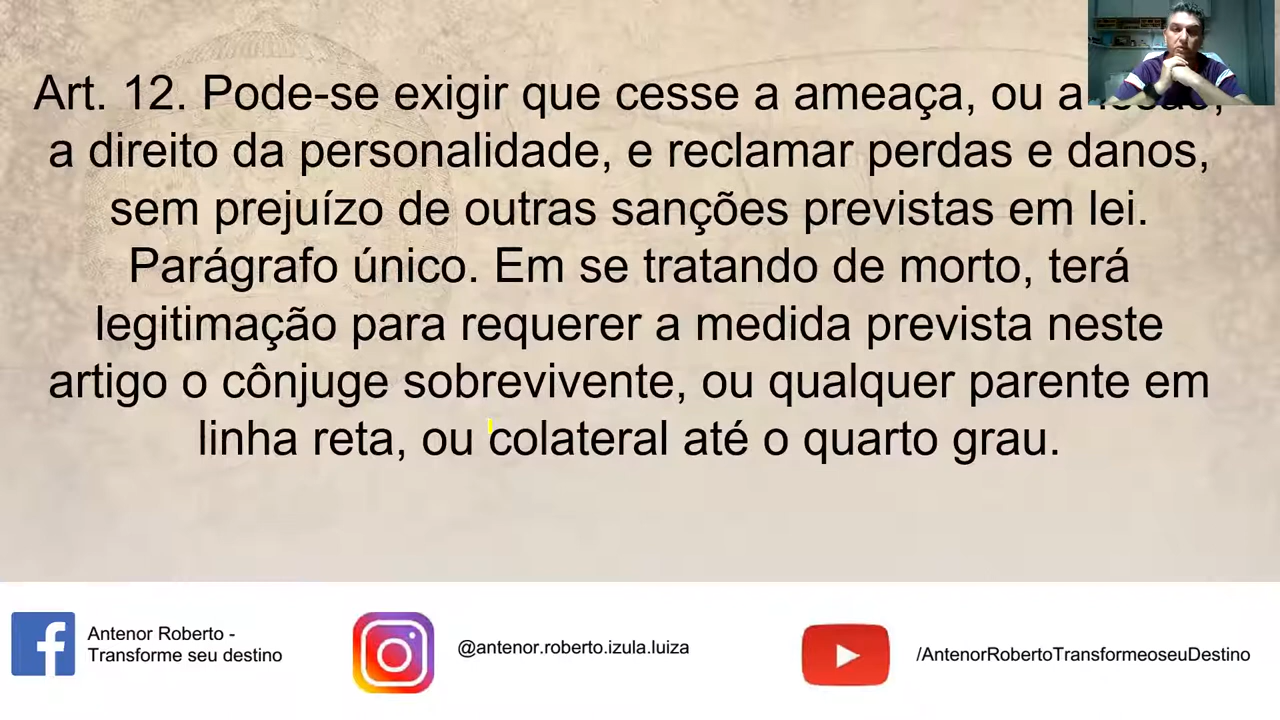 Art. 12. Pode-se exigir que cesse a ameaça, ou a
a direito da personalidade, e reclamar perdas e danos,
sem prejuízo de outras sanções previstas em lei.
Parágrafo único. Em se tratando de morto, terá
legitimação para requerer a medida prevista neste
artigo o cônjuge sobrevivente, ou qualquer parente em
linha reta, ou colateral até o quarto grau.
Antenor Roberto -
Transforme seu destino
@antenor.roberto.izula.luiza
/AntenorRobertoTransformeoseuDestino